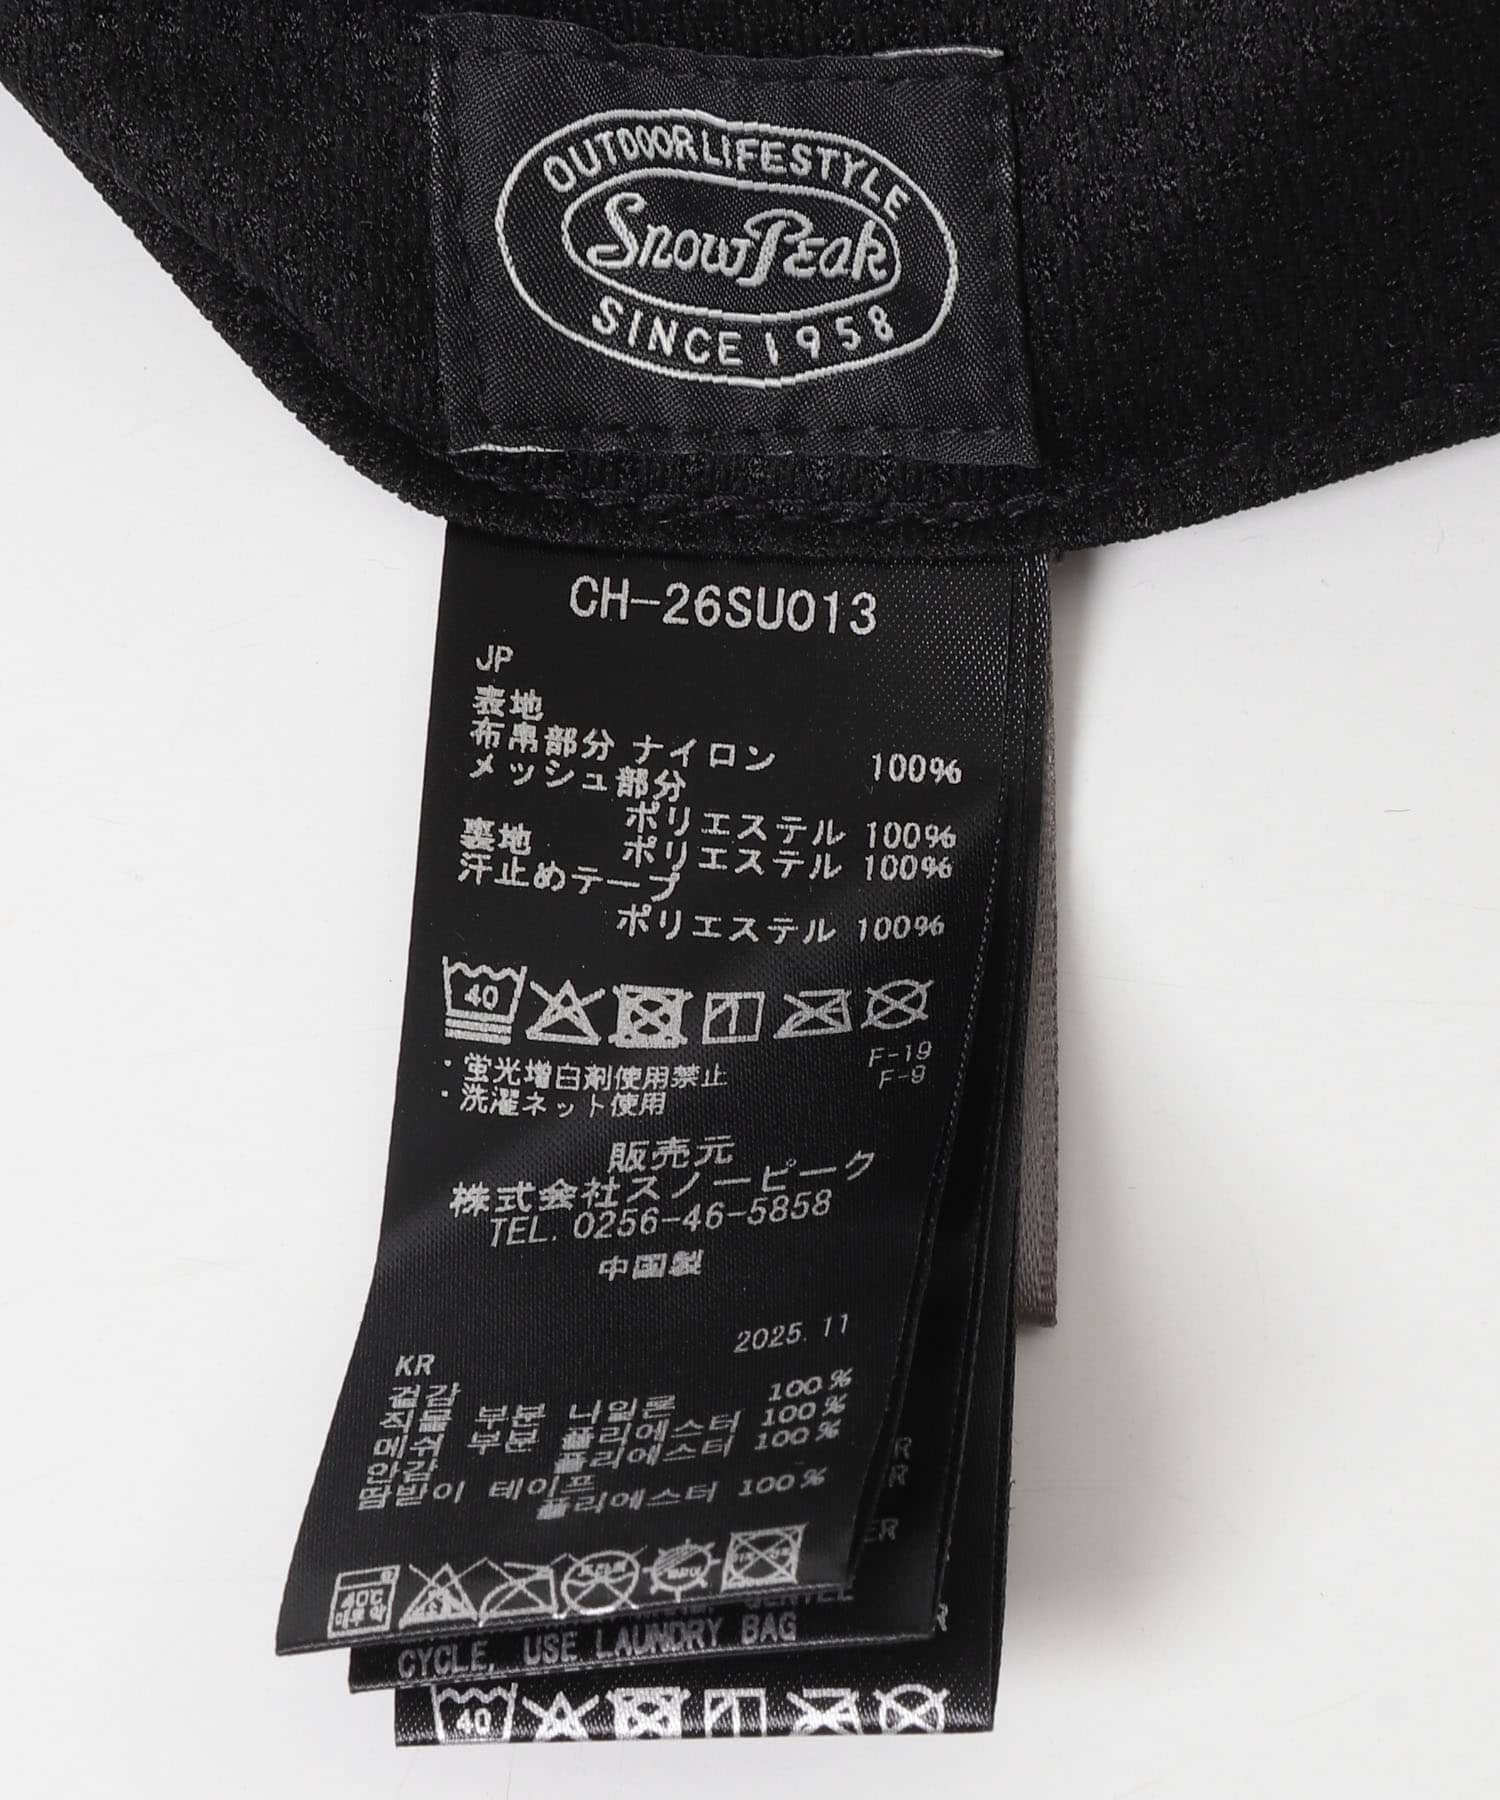 OUTDOOR LIFESTYLE
Snow Peak
SINCE 1958
CH-26SU013
JP
表地
布帛部分 ナイロン 100%
メッシュ部分
ポリエステル 100%
裏地 ポリエステル 100%
汗止めテープ
ポリエステル 100%
40
F-19
・蛍光増白剤使用禁止 F-9
・洗濯ネット使用
販売元
株式会社スノーピーク
TEL. 0256-46-5858
中国製
2025.11
KR
겉감
직물 부분 나일론 100%
메쉬 부분 폴리에스터 100%
안감 폴리에스터 100%
땀받이 테이프
폴리에스터 100%
40℃
R
R
ER
R
CYCLE, USE LAUNDRY BAG
40